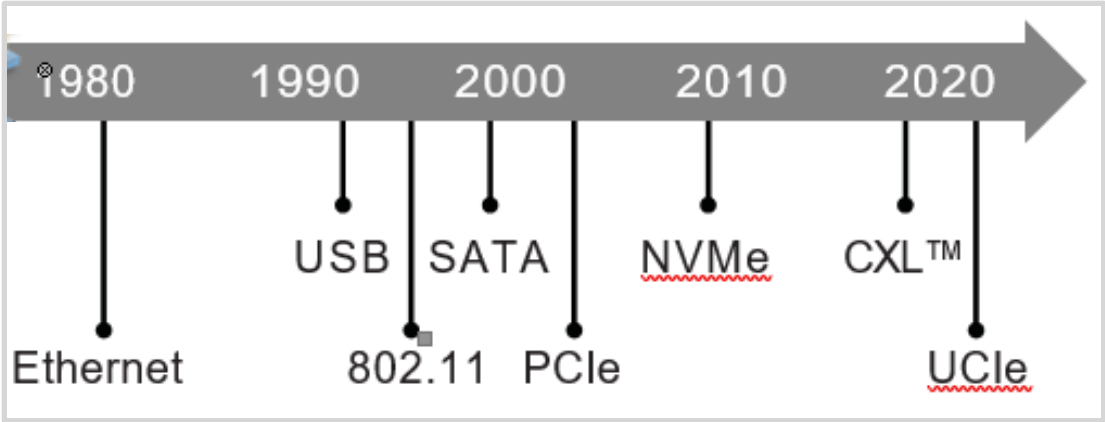 1980 1990 2000 2010 2020
USB SATA NVMe CXL™
Ethernet 802.11 PCIe UCIe